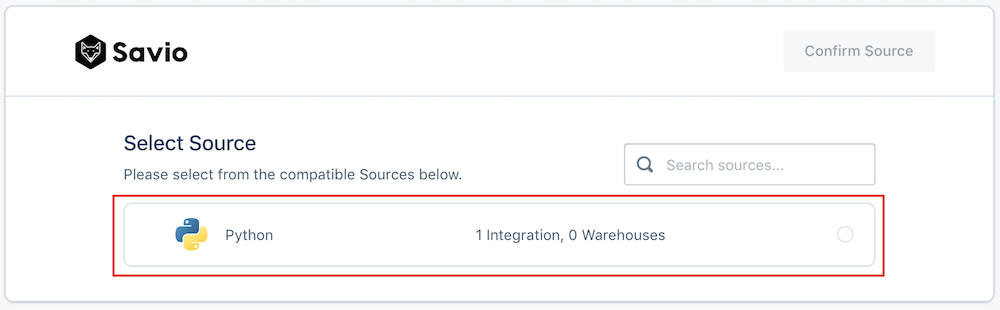 Savio
Confirm Source
Select Source
Please select from the compatible Sources below.
Search sources...
Python 1 Integration, 0 Warehouses